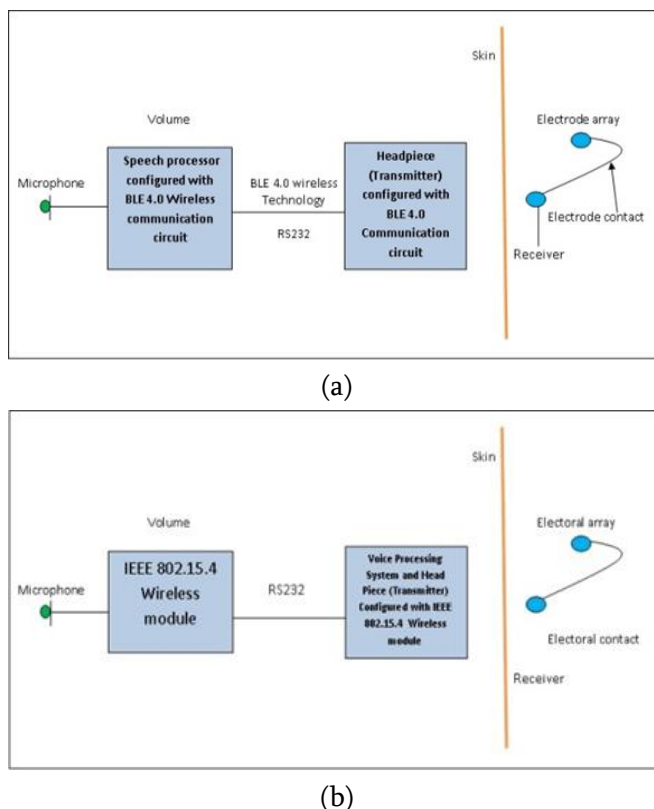 Skin
Volume
Electrode array
Microphone
Speech processor
configured with
BLE 4.0 Wireless
communication
circuit
BLE 4.0 wireless
Technology
RS232
Headpiece
(Transmitter)
configured with
BLE 4.0
Communication
circuit
Electrode contact
Receiver
(a)
Skin
Volume
Electoral array
Microphone
IEEE 802.15.4
Wireless
module
RS232
Voice Processing
System and Head
Piece (Transmitter)
Configured with IEEE
802.15.4 Wireless
module
Electoral contact
Receiver
(b)